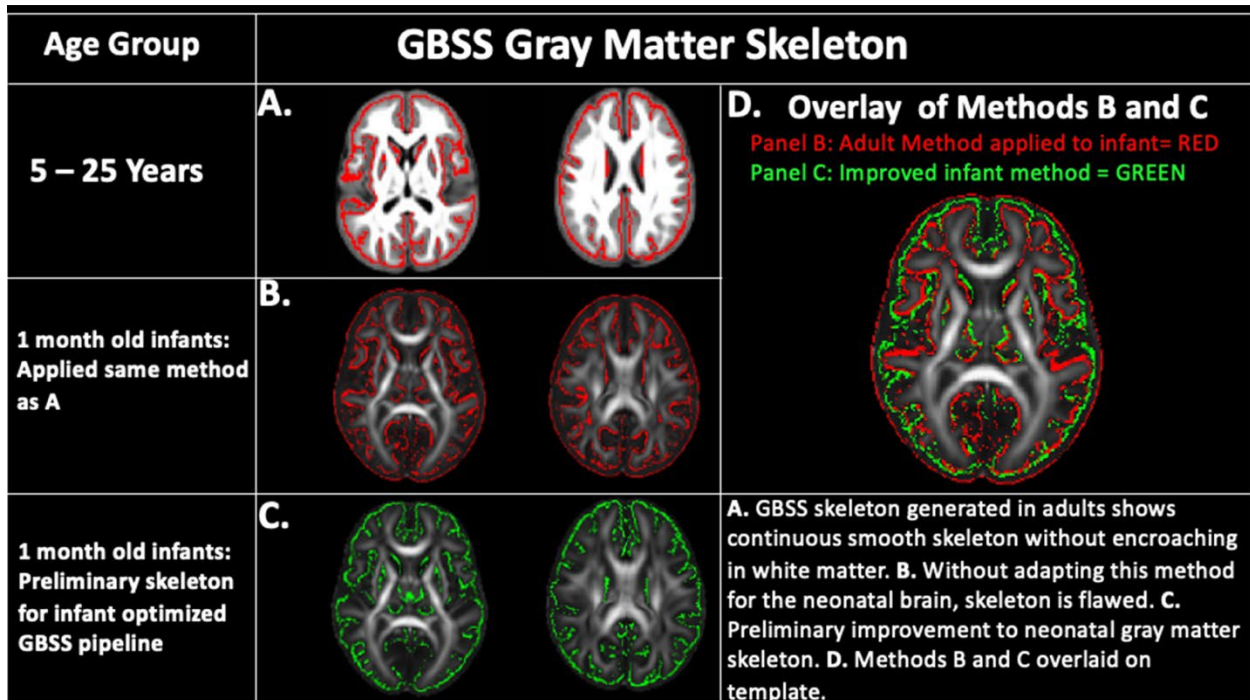 Age Group
GBSS Gray Matter Skeleton
5 – 25 Years
A.
D. Overlay of Methods B and C
Panel B: Adult Method applied to infant= RED
Panel C: Improved infant method = GREEN
1 month old infants:
Applied same method
as A
B.
1 month old infants:
Preliminary skeleton
for infant optimized
GBSS pipeline
C.
A. GBSS skeleton generated in adults shows
continuous smooth skeleton without encroaching
in white matter. B. Without adapting this method
for the neonatal brain, skeleton is flawed. C.
Preliminary improvement to neonatal gray matter
skeleton. D. Methods B and C overlaid on
template.